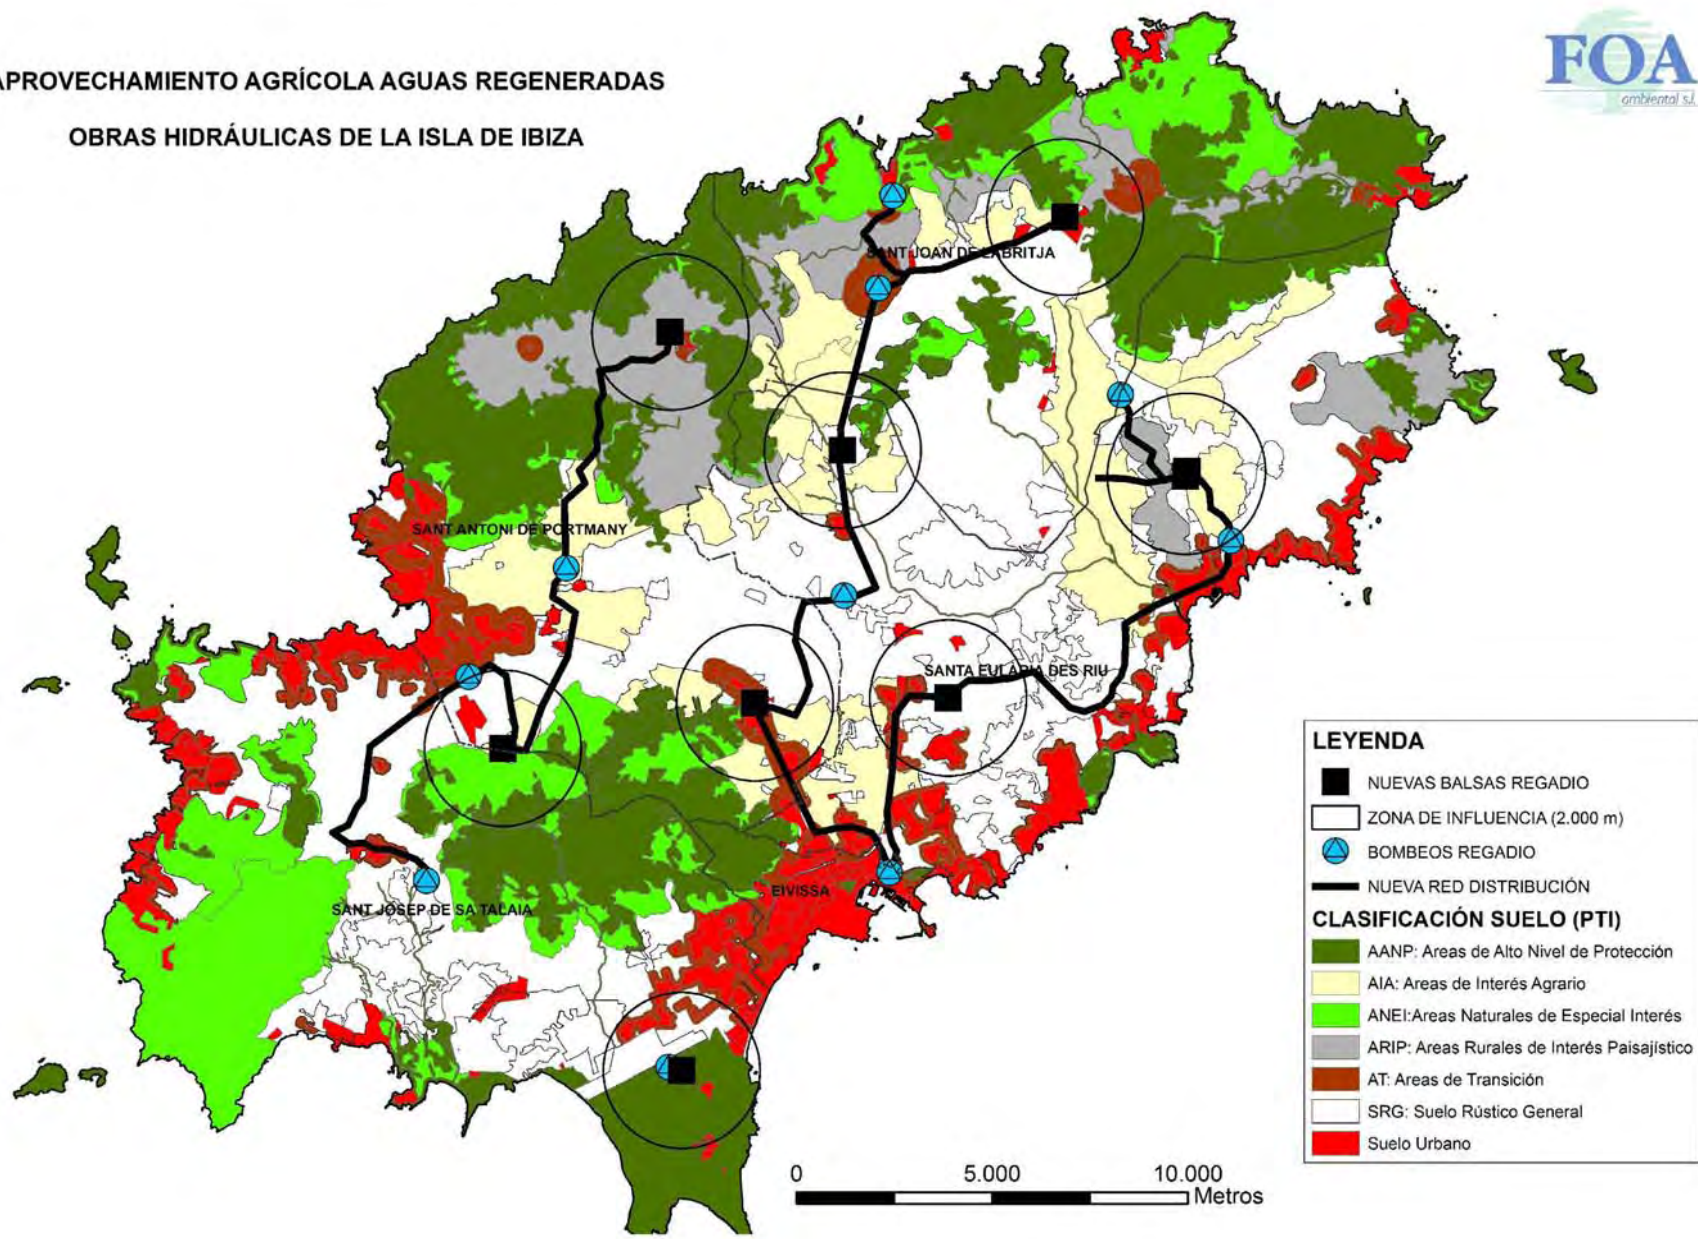 APROVECHAMIENTO AGRÍCOLA AGUAS REGENERADAS
OBRAS HIDRÁULICAS DE LA ISLA DE IBIZA
FOA
ambiental s.l.
SANT JOAN DE LABRITJA
SANT ANTONI DE PORTMANY
SANTA EULÀRIA DES RIU
EIVISSA
SANT JOSEP DE SA TALAIA
LEYENDA
NUEVAS BALSAS REGADIO
ZONA DE INFLUENCIA (2.000 m)
BOMBEOS REGADIO
NUEVA RED DISTRIBUCIÓN
CLASIFICACIÓN SUELO (PTI)
AANP: Areas de Alto Nivel de Protección
AIA: Areas de Interés Agrario
ANEI:Areas Naturales de Especial Interés
ARIP: Areas Rurales de Interés Paisajístico
AT: Areas de Transición
SRG: Suelo Rústico General
Suelo Urbano
0 5.000 10.000
Metros